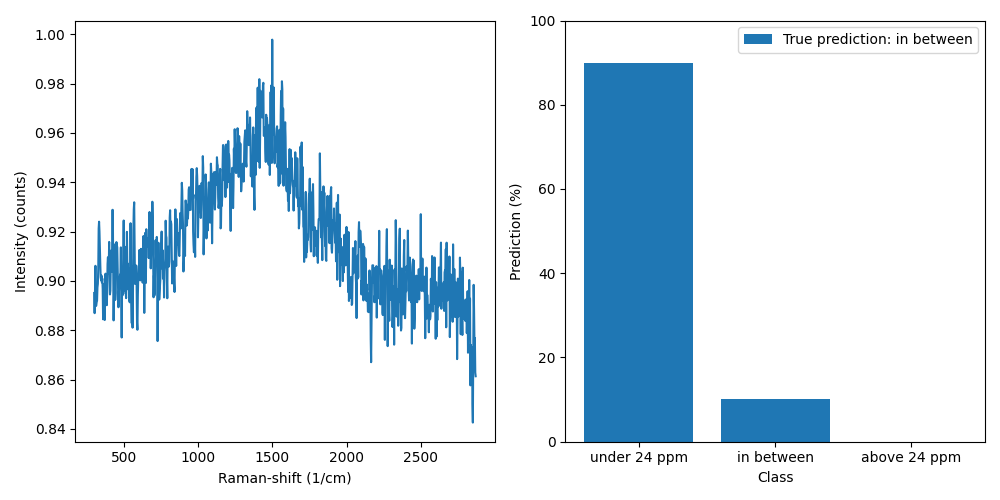 1.00
0.98
0.96
0.94
0.92
0.90
0.88
0.86
0.84
Intensity (counts)
500
1000
1500
2000
2500
Raman-shift (1/cm)
100
80
60
40
20
0
Prediction (%)
True prediction: in between
under 24 ppm
in between
above 24 ppm
Class